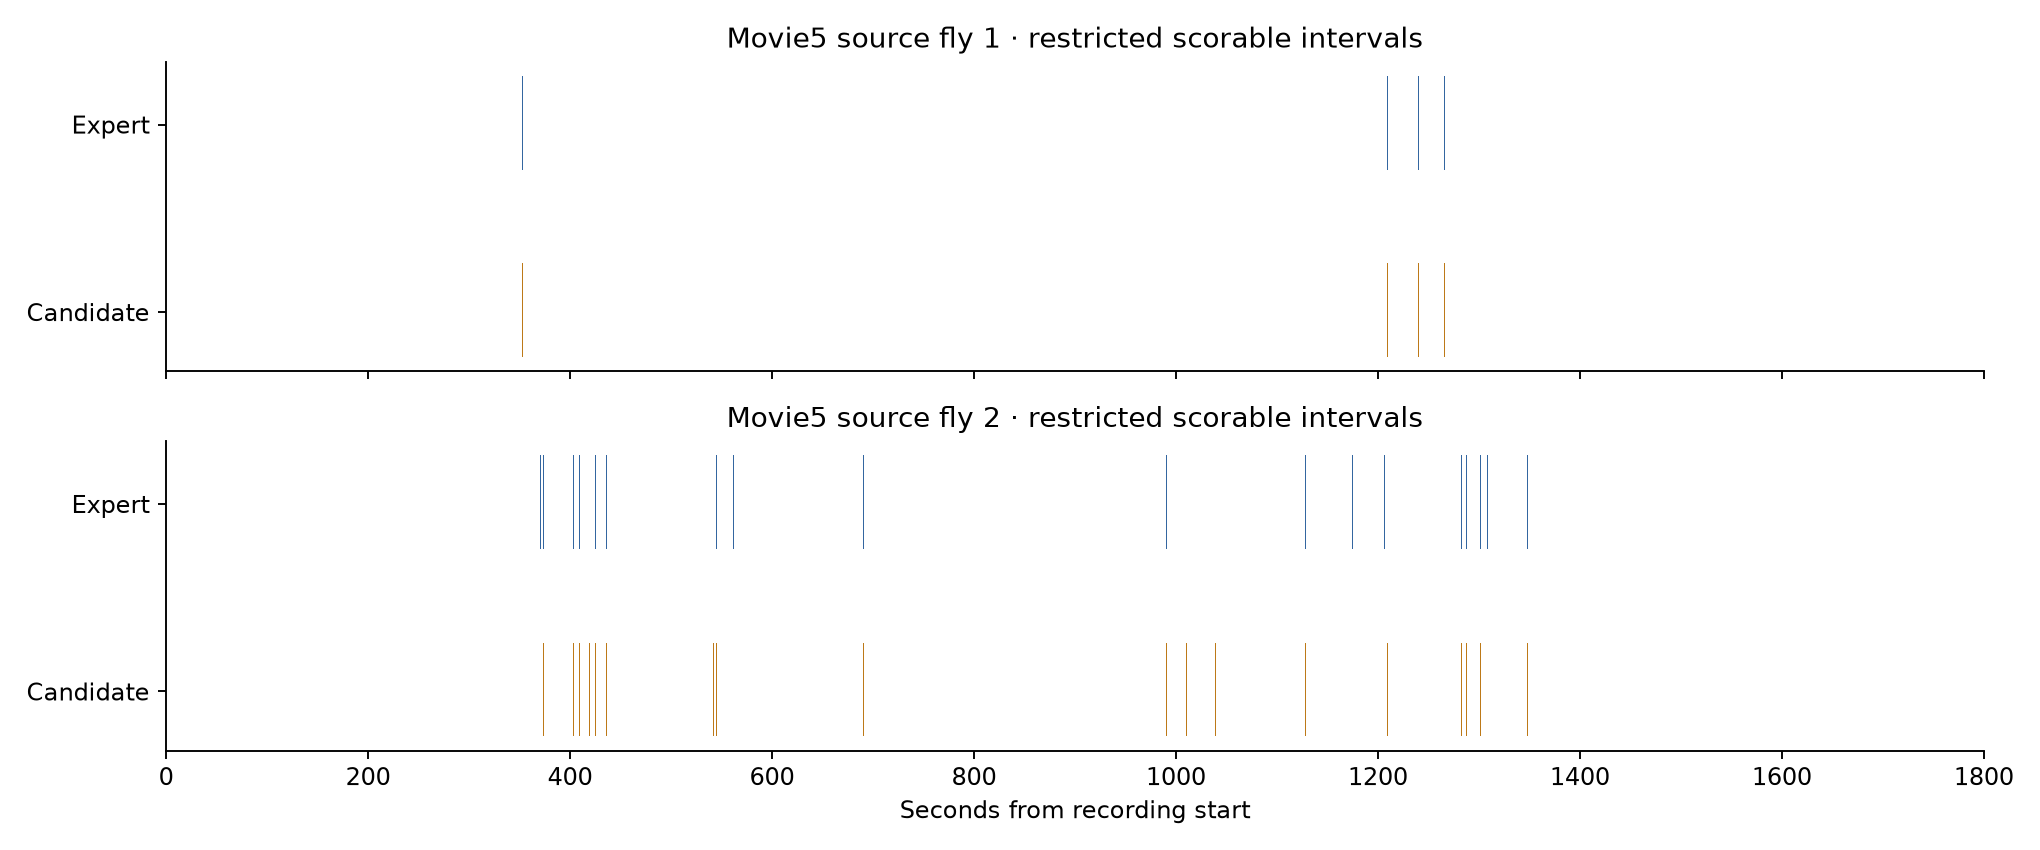 Movie5 source fly 1 · restricted scorable intervals
Expert
Candidate
Movie5 source fly 2 · restricted scorable intervals
Expert
Candidate
0 200 400 600 800 1000 1200 1400 1600 1800
Seconds from recording start